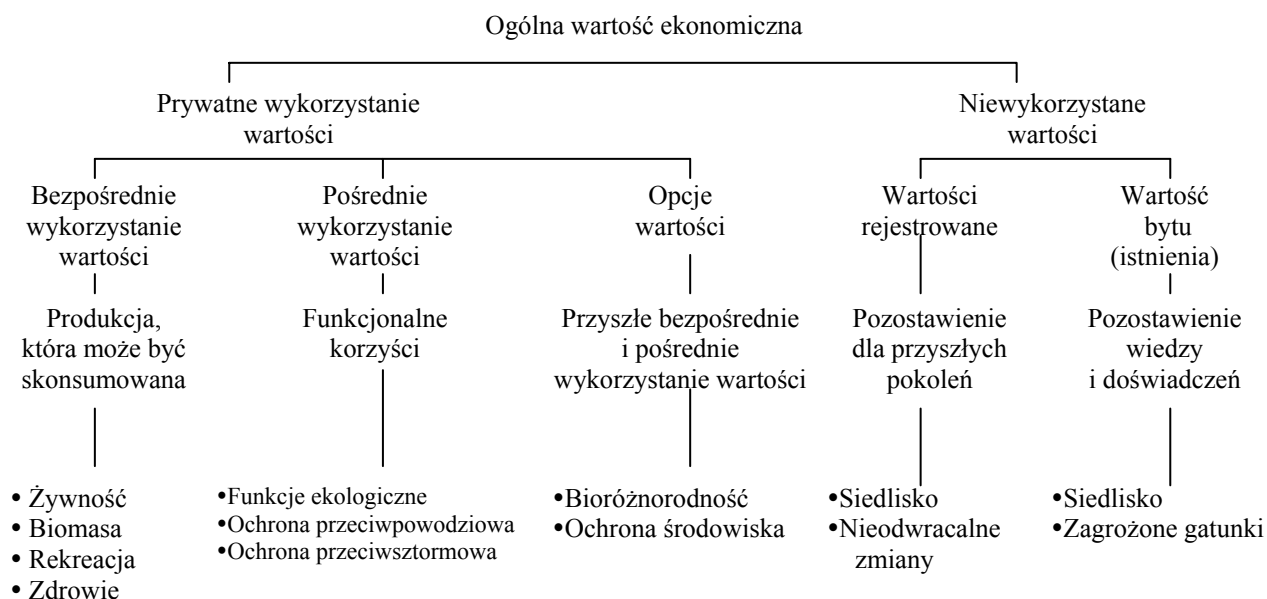 Ogólna wartość ekonomiczna
Prywatne wykorzystanie
wartości
Niewykorzystane
wartości
Bezpośrednie
wykorzystanie
wartości
Pośrednie
wykorzystanie
wartości
Opcje
wartości
Wartości
rejestrowane
Wartość
bytu
(istnienia)
Produkcja,
która może być
skonsumowana
Funkcjonalne
korzyści
Przyszłe bezpośrednie
i pośrednie
wykorzystanie wartości
Pozostawienie
dla przyszłych
pokoleń
Pozostawienie
wiedzy
i doświadczeń
• Żywność
• Biomasa
• Rekreacja
• Zdrowie
•Funkcje ekologiczne
•Ochrona przeciwpowodziowa
•Ochrona przeciwsztormowa
•Bioróżnorodność
•Ochrona środowiska
•Siedlisko
•Nieodwracalne
zmiany
•Siedlisko
•Zagrożone gatunki